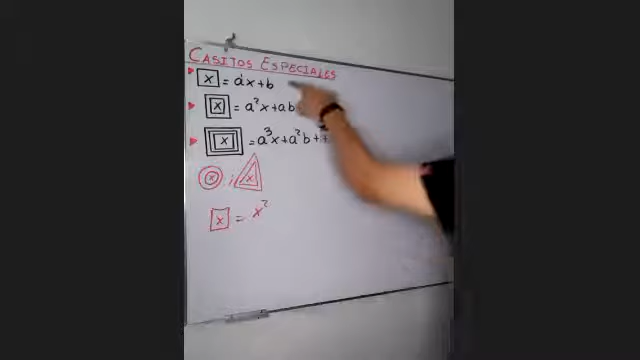 CASITOS ESPECIALES
x = ax+b
x = a²x+ab
x = a³x+a²b+
x ; x
x = x²